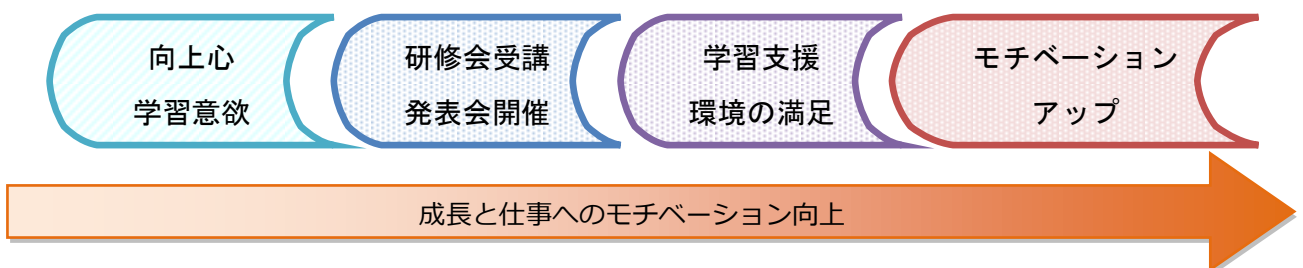 向上心
学習意欲
研修会受講
発表会開催
学習支援
環境の満足
モチベーション
アップ
成長と仕事へのモチベーション向上